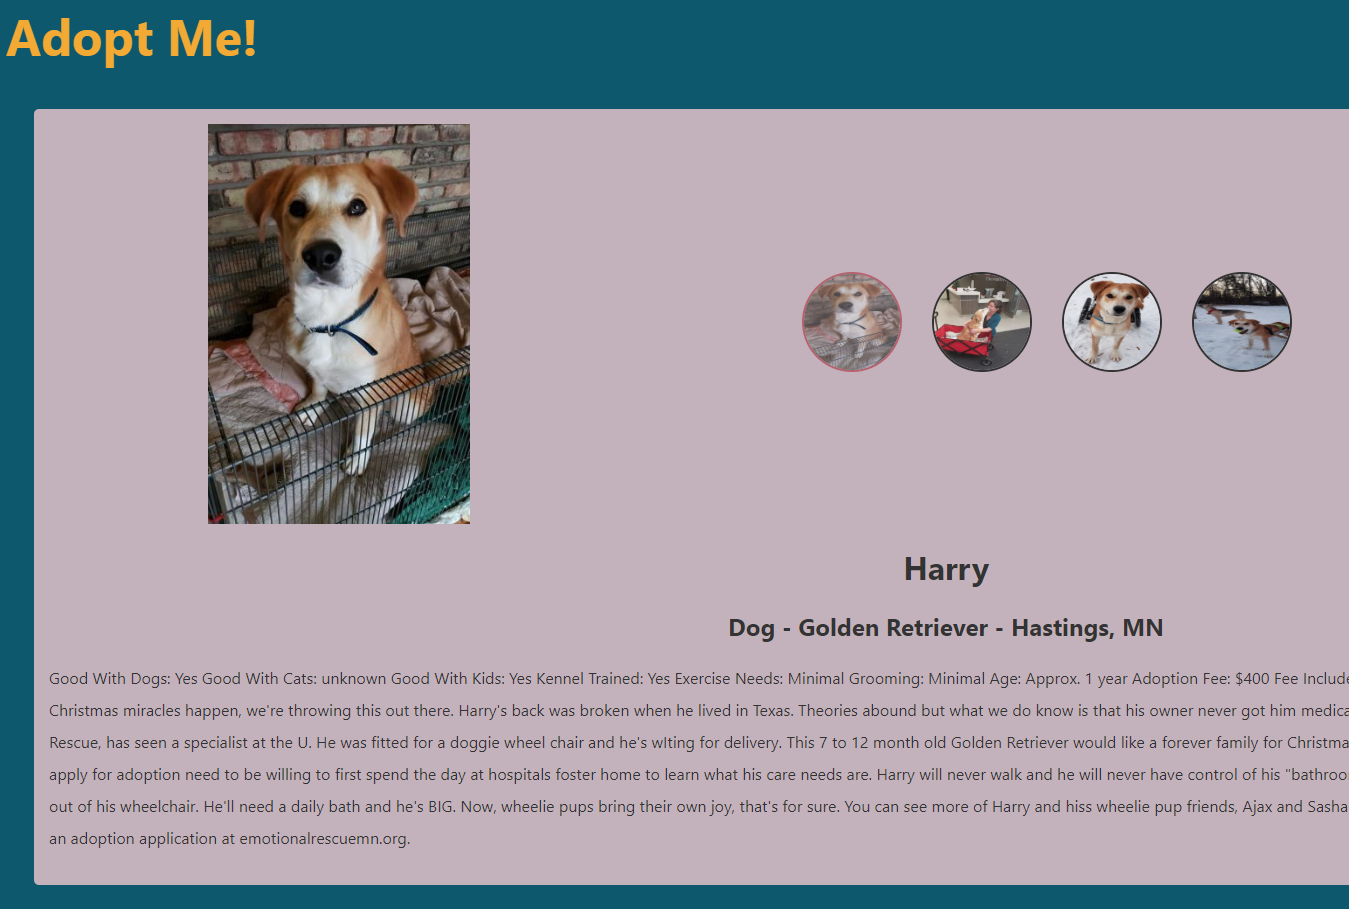 Adopt Me!
Harry
Dog - Golden Retriever - Hastings, MN
Good With Dogs: Yes Good With Cats: unknown Good With Kids: Yes Kennel Trained: Yes Exercise Needs: Minimal Grooming: Minimal Age: Approx. 1 year Adoption Fee: $400 Fee
Christmas miracles happen, we're throwing this out there. Harry's back was broken when he lived in Texas. Theories abound but what we do know is that his owner never got him
Rescue, has seen a specialist at the U. He was fitted for a doggie wheel chair and he's wIting for delivery. This 7 to 12 month old Golden Retriever would like a forever family for
apply for adoption need to be willing to first spend the day at hospitals foster home to learn what his care needs are. Harry will never walk and he will never have control of his
out of his wheelchair. He'll need a daily bath and he's BIG. Now, wheelie pups bring their own joy, that's for sure. You can see more of Harry and hiss wheelie pup friends, Ajax and Sasha
an adoption application at emotionalrescuemn.org.